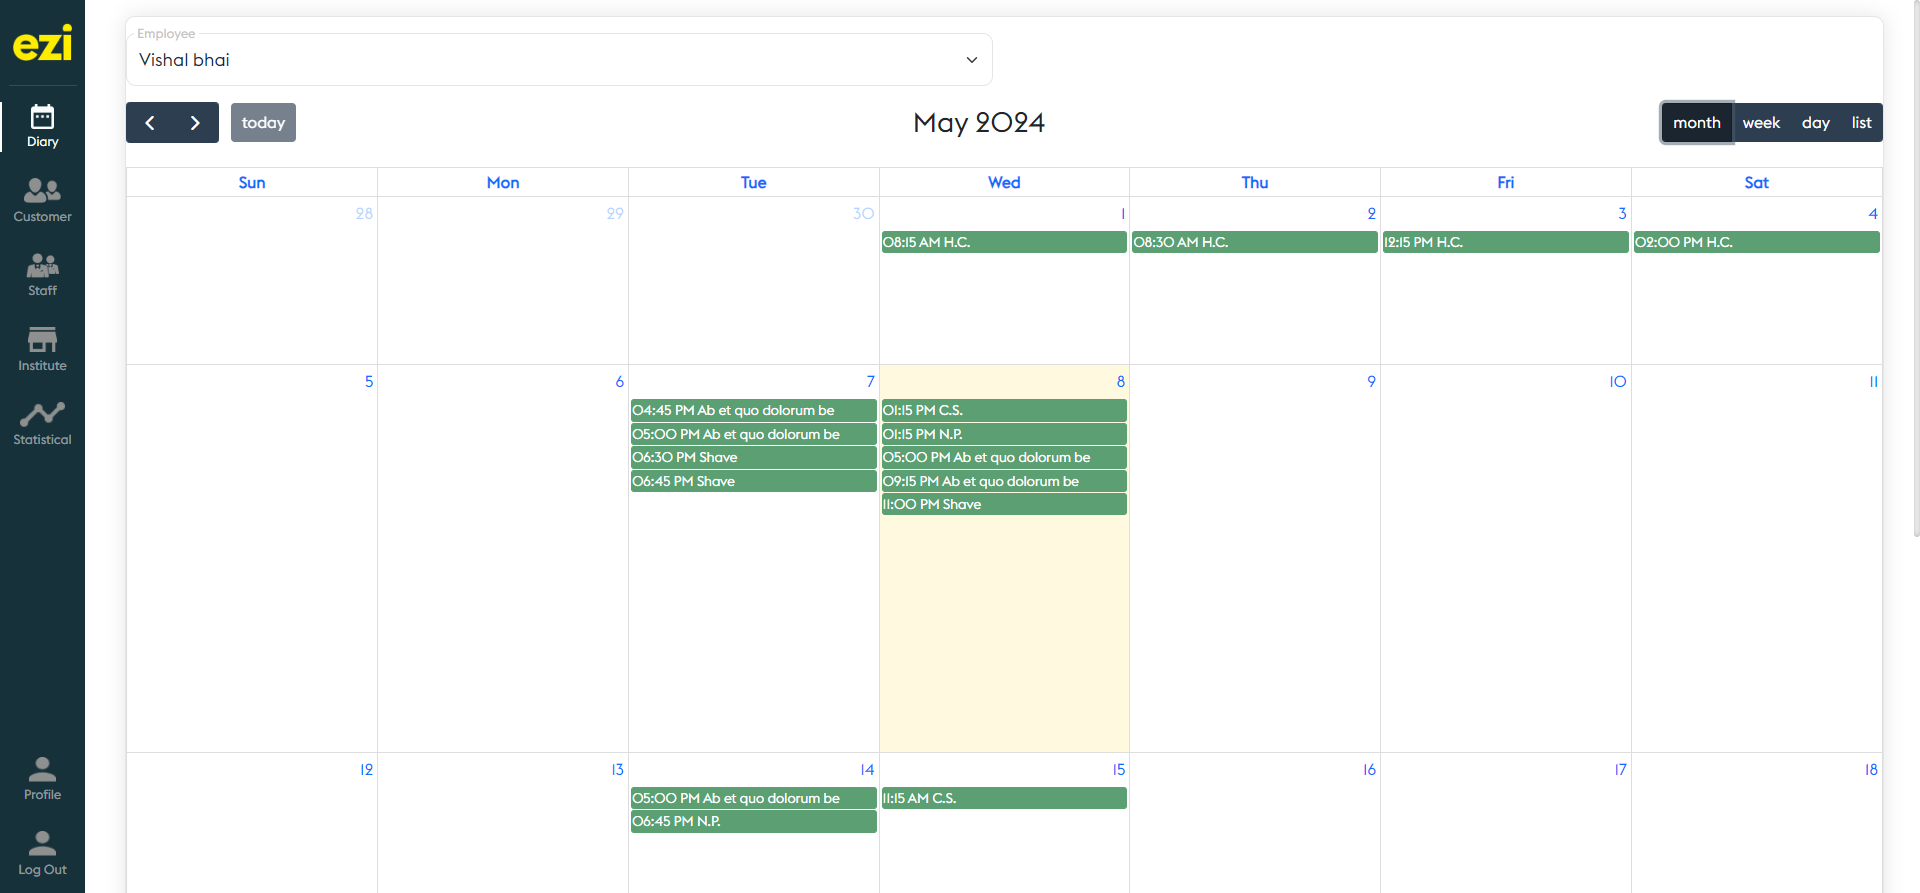 ezi
Diary
Customer
Staff
Institute
Statistical
Profile
Log Out
Employee
Vishal bhai
today
May 2024
month week day list
Sun Mon Tue Wed Thu Fri Sat
28 29 30 1 2 3 4
08:15 AM H.C.
08:30 AM H.C.
12:15 PM H.C.
02:00 PM H.C.
5 6 7 8 9 10 11
04:45 PM Ab et quo dolorum be
05:00 PM Ab et quo dolorum be
06:30 PM Shave
06:45 PM Shave
01:15 PM C.S.
01:15 PM N.P.
05:00 PM Ab et quo dolorum be
09:15 PM Ab et quo dolorum be
11:00 PM Shave
12 13 14 15 16 17 18
05:00 PM Ab et quo dolorum be
06:45 PM N.P.
11:15 AM C.S.